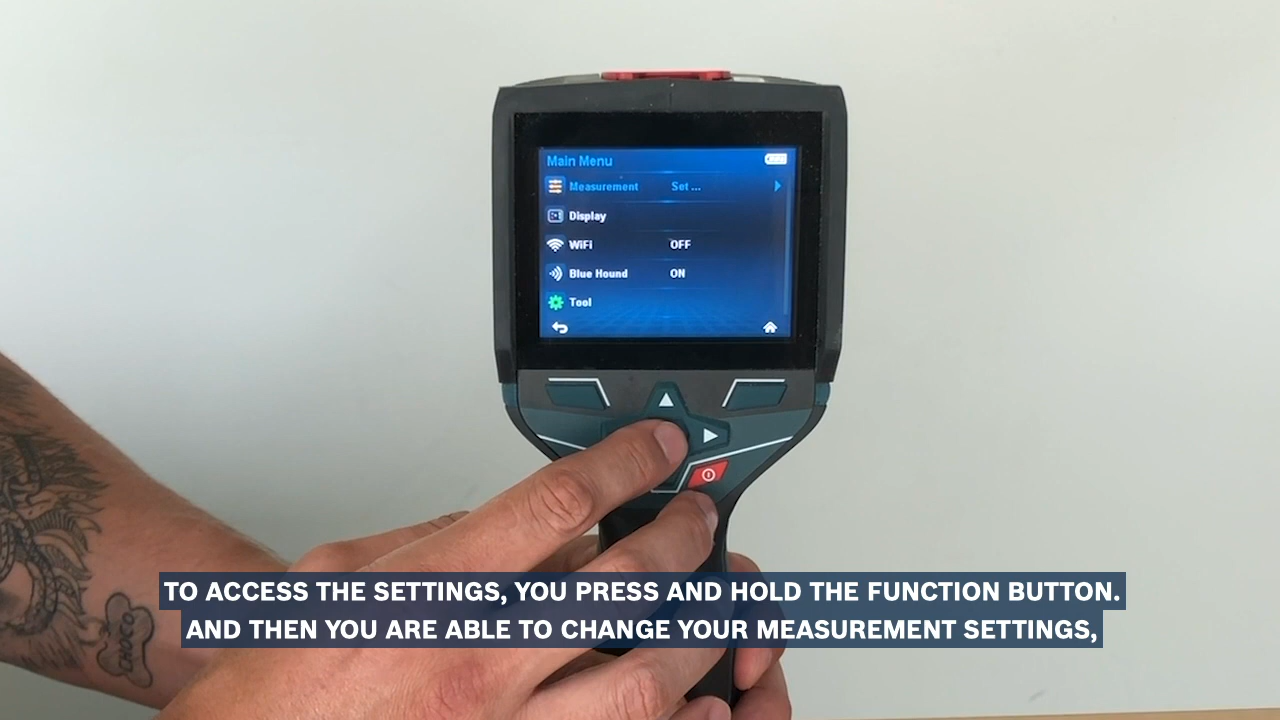 Main Menu
Measurement Set ...
Display
WiFi OFF
Blue Hound ON
Tool
CHUCO
TO ACCESS THE SETTINGS, YOU PRESS AND HOLD THE FUNCTION BUTTON.
AND THEN YOU ARE ABLE TO CHANGE YOUR MEASUREMENT SETTINGS,